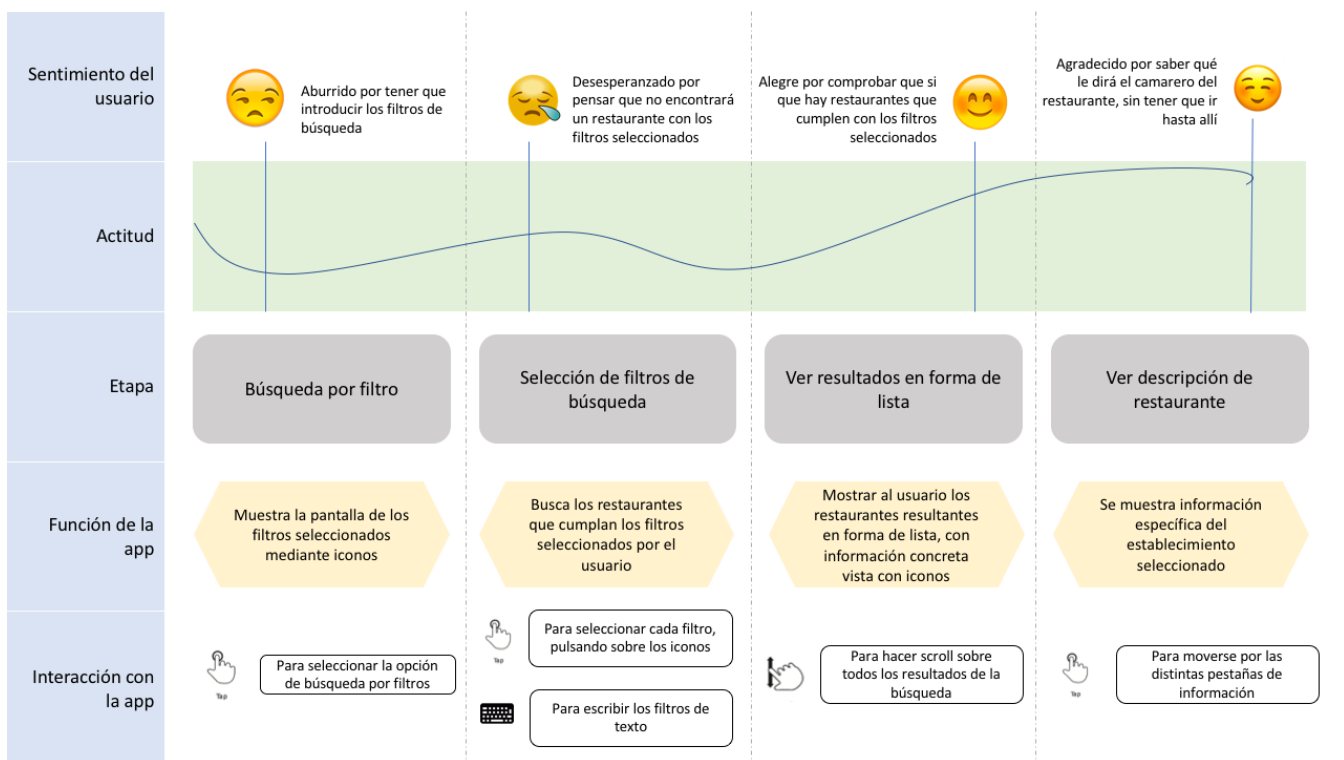 Sentimiento del
usuario
Aburrido por tener que
introducir los filtros de
búsqueda
Desesperanzado por
pensar que no encontrará
un restaurante con los
filtros seleccionados
Alegre por comprobar que si
que hay restaurantes que
cumplen con los filtros
seleccionados
Agradecido por saber qué
le dirá el camarero del
restaurante, sin tener que ir
hasta allí
Actitud
Etapa
Búsqueda por filtro
Selección de filtros de
búsqueda
Ver resultados en forma de
lista
Ver descripción de
restaurante
Función de la
app
Muestra la pantalla de los
filtros seleccionados
mediante iconos
Busca los restaurantes
que cumplan los filtros
seleccionados por el
usuario
Mostrar al usuario los
restaurantes resultantes
en forma de lista, con
información concreta
vista con iconos
Se muestra información
específica del
establecimiento
seleccionado
Interacción con
la app
Tap
Para seleccionar la opción
de búsqueda por filtros
Tap
Para seleccionar cada filtro,
pulsando sobre los iconos
Para escribir los filtros de
texto
Para hacer scroll sobre
todos los resultados de la
búsqueda
Tap
Para moverse por las
distintas pestañas de
información